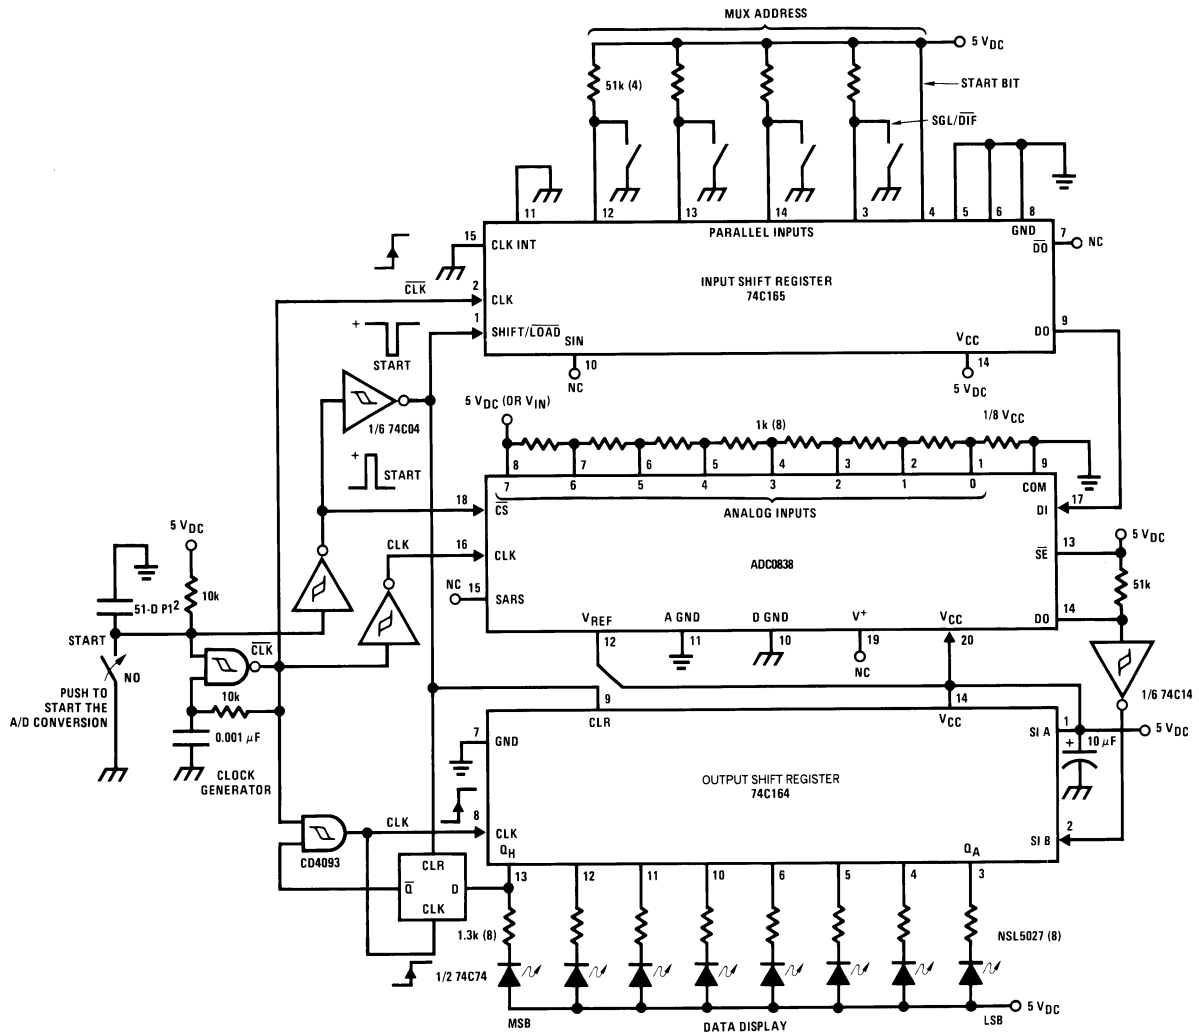 MUX ADDRESS
5 VDC
51k (4)
START BIT
SGL/DIF
11
12
13
14
3
4
5
6
8
PARALLEL INPUTS
GND
15
CLK INT
7
DO
NC
INPUT SHIFT REGISTER
74C165
CLK
2
CLK
1
SHIFT/LOAD
DO
9
SIN
VCC
10
NC
14
5 VDC
+
START
1/6 74C04
5 VDC (OR VIN)
1k (8)
1/8 VCC
+
START
8
7
6
5
4
3
2
1
9
7
6
5
4
3
2
1
0
COM
18
CS
ANALOG INPUTS
DI
17
5 VDC
CLK
16
CLK
ADC0838
SE
13
5 VDC
51k
NC
15
SARS
DO
14
VREF
A GND
D GND
V+
VCC
12
11
10
19
NC
20
1/6 74C14
5 VDC
10k
51-D P1²
START
NO
PUSH TO
START THE
A/D CONVERSION
CLK
10k
0.001 µF
CLOCK
GENERATOR
9
14
CLR
VCC
7
GND
SI A
1
5 VDC
+
10 µF
OUTPUT SHIFT REGISTER
74C164
CLK
8
CLK
SI B
2
CD4093
QH
QA
13
12
11
10
6
5
4
3
CLR
Q
D
CLK
1.3k (8)
NSL5027 (8)
1/2 74C74
5 VDC
MSB
DATA DISPLAY
LSB